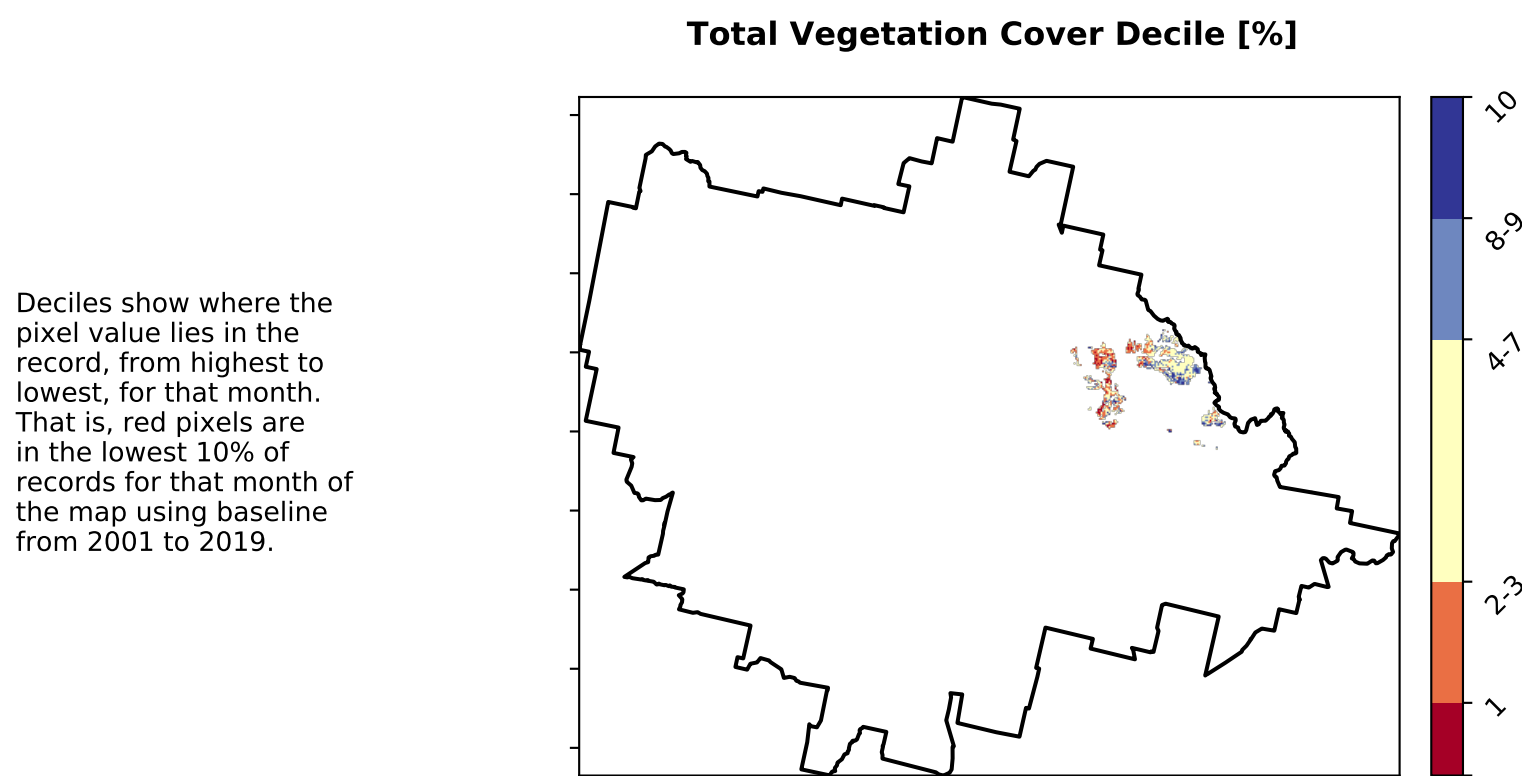 Total Vegetation Cover Decile [%]
Deciles show where the
pixel value lies in the
record, from highest to
lowest, for that month.
That is, red pixels are
in the lowest 10% of
records for that month of
the map using baseline
from 2001 to 2019.
10
8-9
4-7
2-3
1